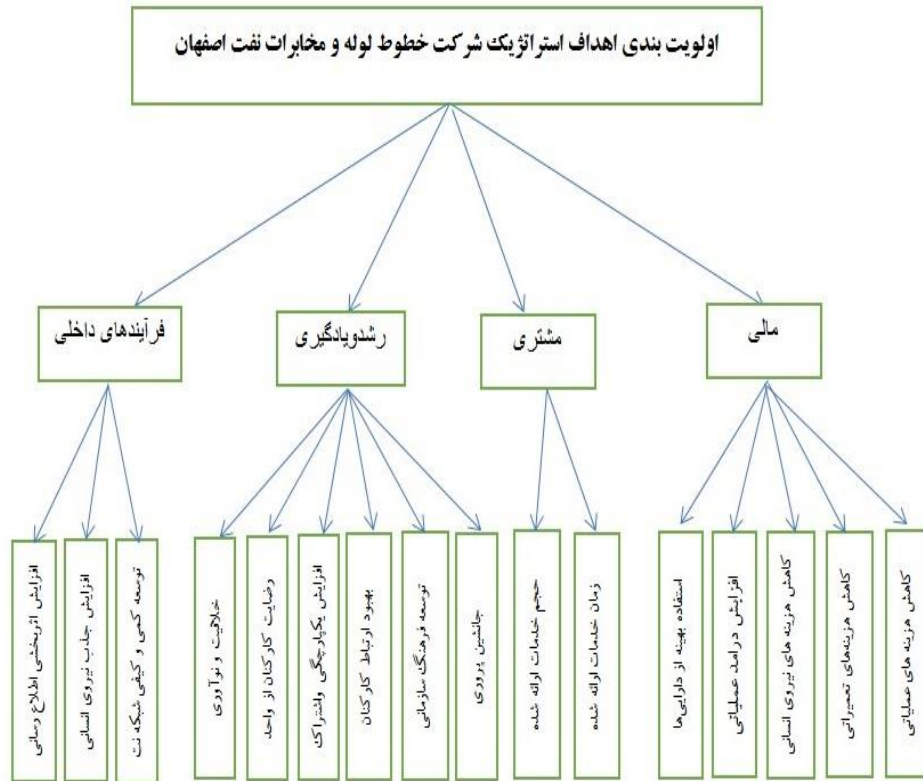 اولویت بندی اهداف استراتژیک شرکت خطوط لوله و مخابرات نفت اصفهان
مالی
مشتری
رشدویادگیری
فرآیندهای داخلی
کاهش هزینه های عملیاتی
کاهش هزینه‌های تعمیراتی
کاهش هزینه های نیروی انسانی
افزایش درامد عملیاتی
استفاده بهینه از دارایی‌ها
زمان خدمات ارائه شده
حجم خدمات ارائه شده
جانشین پروری
توسعه فرهنگ سازمانی
بهبود ارتباط کارکنان
افزایش یکپارچگی واشتراک
رضایت کارکنان از واحد
خلاقیت و نوآوری
توسعه کمی و کیفی شبکه نت
افزایش جذب نیروی انسانی
افزایش اثربخشی اطلاع رسانی